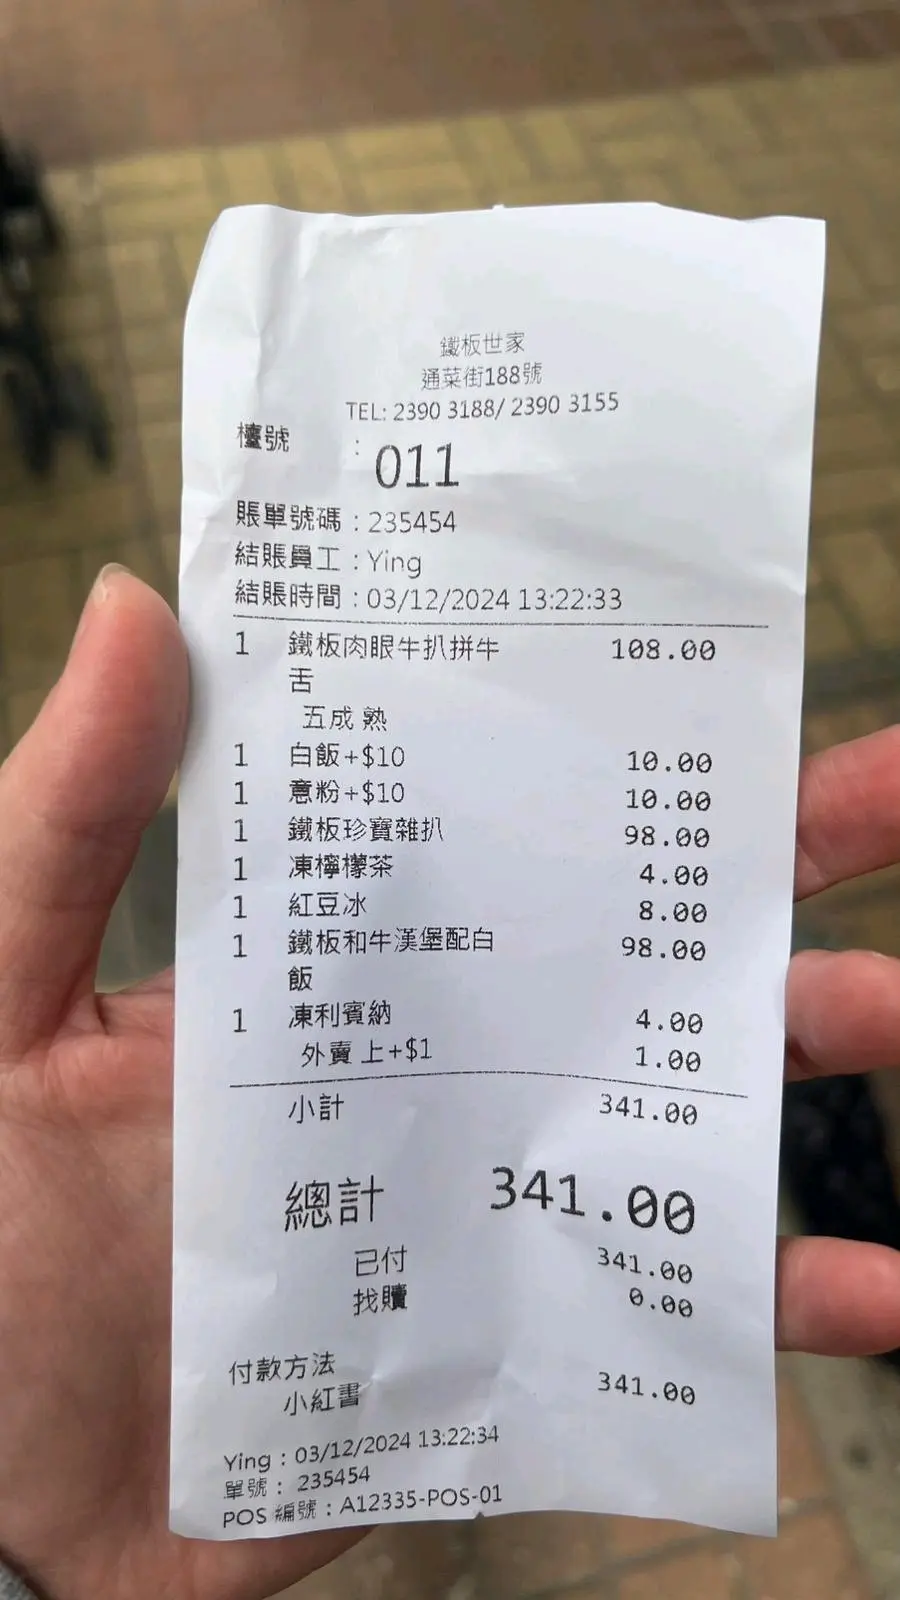 鐵板世家
通菜街188號
TEL: 2390 3188/ 2390 3155
檯號 : 011
賬單號碼 : 235454
結賬員工 : Ying
結賬時間 : 03/12/2024 13:22:33
1 鐵板肉眼牛扒拼牛 108.00
舌
五成 熟
1 白飯+$10 10.00
1 意粉+$10 10.00
1 鐵板珍寶雜扒 98.00
1 凍檸檬茶 4.00
1 紅豆冰 8.00
1 鐵板和牛漢堡配白 98.00
飯
1 凍利賓納 4.00
外賣 上+$1 1.00
小計 341.00
總計 341.00
已付 341.00
找贖 0.00
付款方法
小紅書 341.00
Ying : 03/12/2024 13:22:34
單號 : 235454
POS 編號 : A12335-POS-01